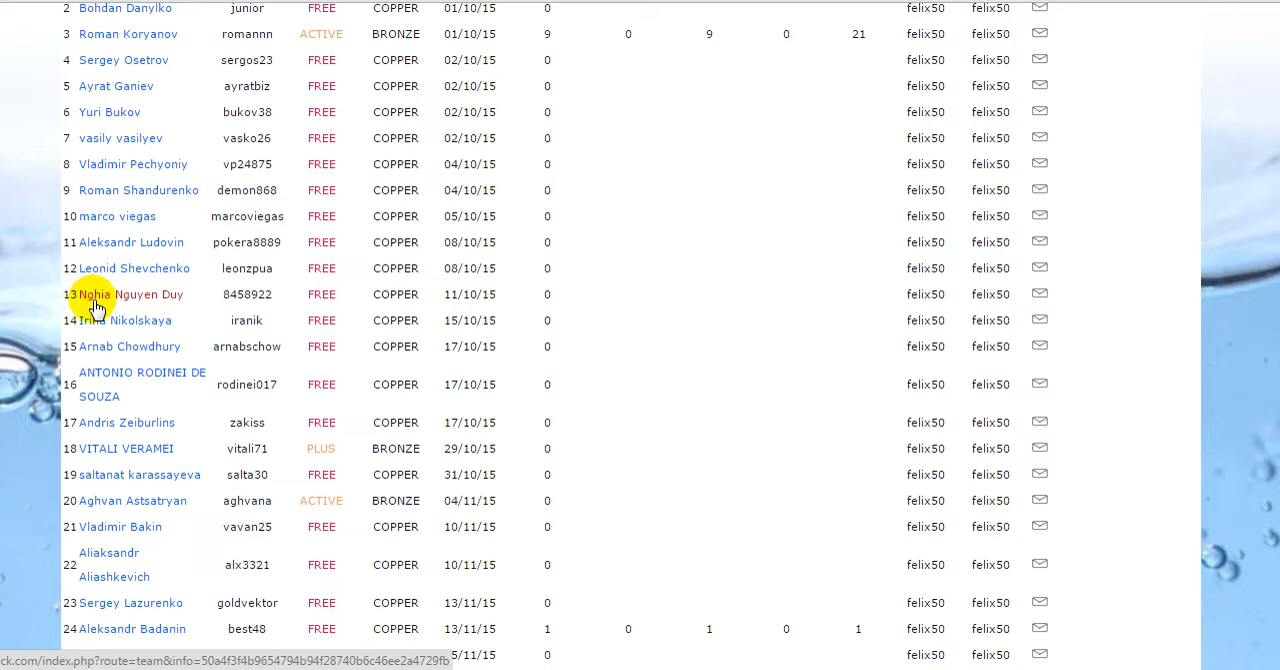 2 Bohdan Danylko junior FREE COPPER 01/10/15 0 felix50 felix50
3 Roman Koryanov romannn ACTIVE BRONZE 01/10/15 9 0 9 0 21 felix50 felix50
4 Sergey Osetrov sergos23 FREE COPPER 02/10/15 0 felix50 felix50
5 Ayrat Ganiev ayratbiz FREE COPPER 02/10/15 0 felix50 felix50
6 Yuri Bukov bukov38 FREE COPPER 02/10/15 0 felix50 felix50
7 vasily vasilyev vasko26 FREE COPPER 02/10/15 0 felix50 felix50
8 Vladimir Pechyoniy vp24875 FREE COPPER 04/10/15 0 felix50 felix50
9 Roman Shandurenko demon868 FREE COPPER 04/10/15 0 felix50 felix50
10 marco viegas marcoviegas FREE COPPER 05/10/15 0 felix50 felix50
11 Aleksandr Ludovin pokera8889 FREE COPPER 08/10/15 0 felix50 felix50
12 Leonid Shevchenko leonzpua FREE COPPER 08/10/15 0 felix50 felix50
13 Nghia Nguyen Duy 8458922 FREE COPPER 11/10/15 0 felix50 felix50
14 Irina Nikolskaya iranik FREE COPPER 15/10/15 0 felix50 felix50
15 Arnab Chowdhury arnabschow FREE COPPER 17/10/15 0 felix50 felix50
16 ANTONIO RODINEI DE
SOUZA rodinei017 FREE COPPER 17/10/15 0 felix50 felix50
17 Andris Zeiburlins zakiss FREE COPPER 17/10/15 0 felix50 felix50
18 VITALI VERAMEI vitali71 PLUS BRONZE 29/10/15 0 felix50 felix50
19 saltanat karassayeva salta30 FREE COPPER 31/10/15 0 felix50 felix50
20 Aghvan Astsatryan aghvana ACTIVE BRONZE 04/11/15 0 felix50 felix50
21 Vladimir Bakin vavan25 FREE COPPER 10/11/15 0 felix50 felix50
22 Aliaksandr
Aliashkevich alx3321 FREE COPPER 10/11/15 0 felix50 felix50
23 Sergey Lazurenko goldvektor FREE COPPER 13/11/15 0 felix50 felix50
24 Aleksandr Badanin best48 FREE COPPER 13/11/15 1 0 1 0 1 felix50 felix50
ck.com/index.php?route=team&info=50a4f3f4b9654794b94f28740b6c46ee2a4729fb 5/11/15 0 felix50 felix50